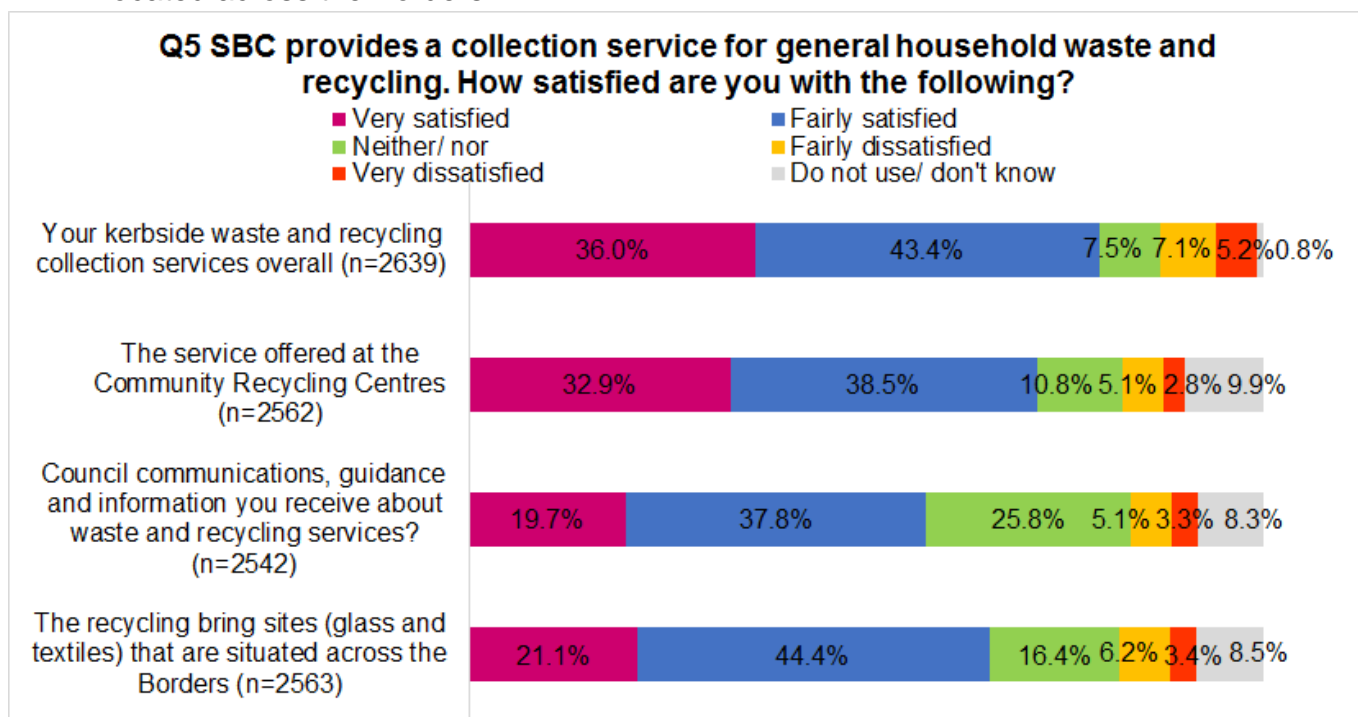 Q5 SBC provides a collection service for general household waste and
recycling. How satisfied are you with the following?
Very satisfied
Fairly satisfied
Neither/ nor
Fairly dissatisfied
Very dissatisfied
Do not use/ don't know
Your kerbside waste and recycling
collection services overall (n=2639)
36.0% 43.4% 7.5% 7.1% 5.2% 0.8%
The service offered at the
Community Recycling Centres
(n=2562)
32.9% 38.5% 10.8% 5.1% 2.8% 9.9%
Council communications, guidance
and information you receive about
waste and recycling services?
(n=2542)
19.7% 37.8% 25.8% 5.1% 3.3% 8.3%
The recycling bring sites (glass and
textiles) that are situated across the
Borders (n=2563)
21.1% 44.4% 16.4% 6.2% 3.4% 8.5%